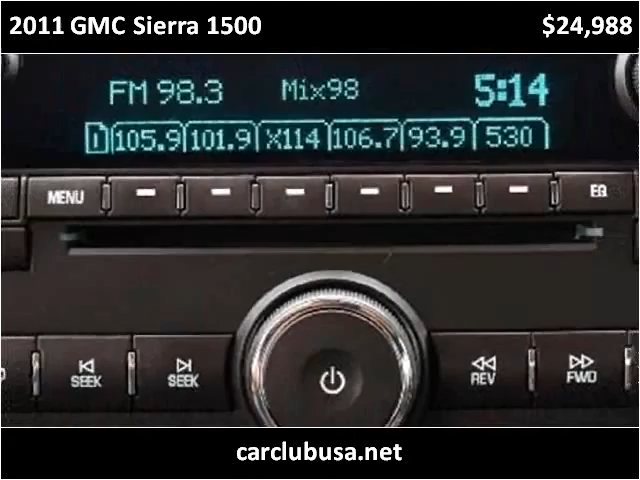 2011 GMC Sierra 1500 $24,988
FM 98.3 Mix98 5:14
1 105.9 101.9 X114 106.7 93.9 530
MENU EQ
SEEK SEEK REV FWD
carclubusa.net